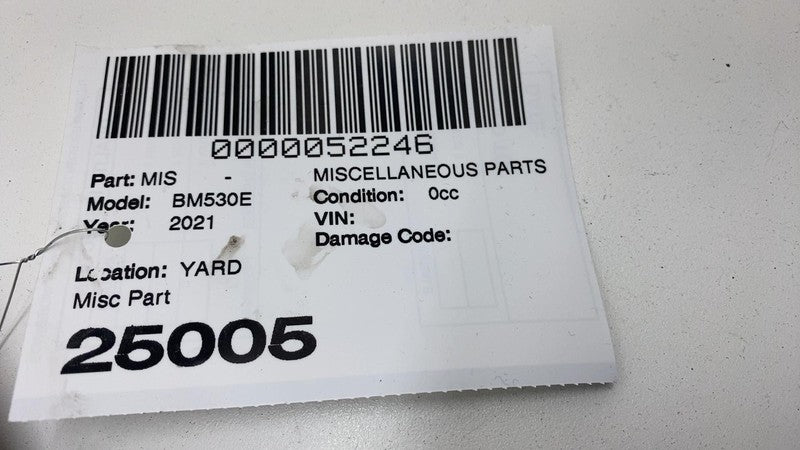 0000052246
Part: MIS - MISCELLANEOUS PARTS
Model: BM530E Condition: 0cc
Year: 2021 VIN:
Damage Code:
Location: YARD
Misc Part
25005